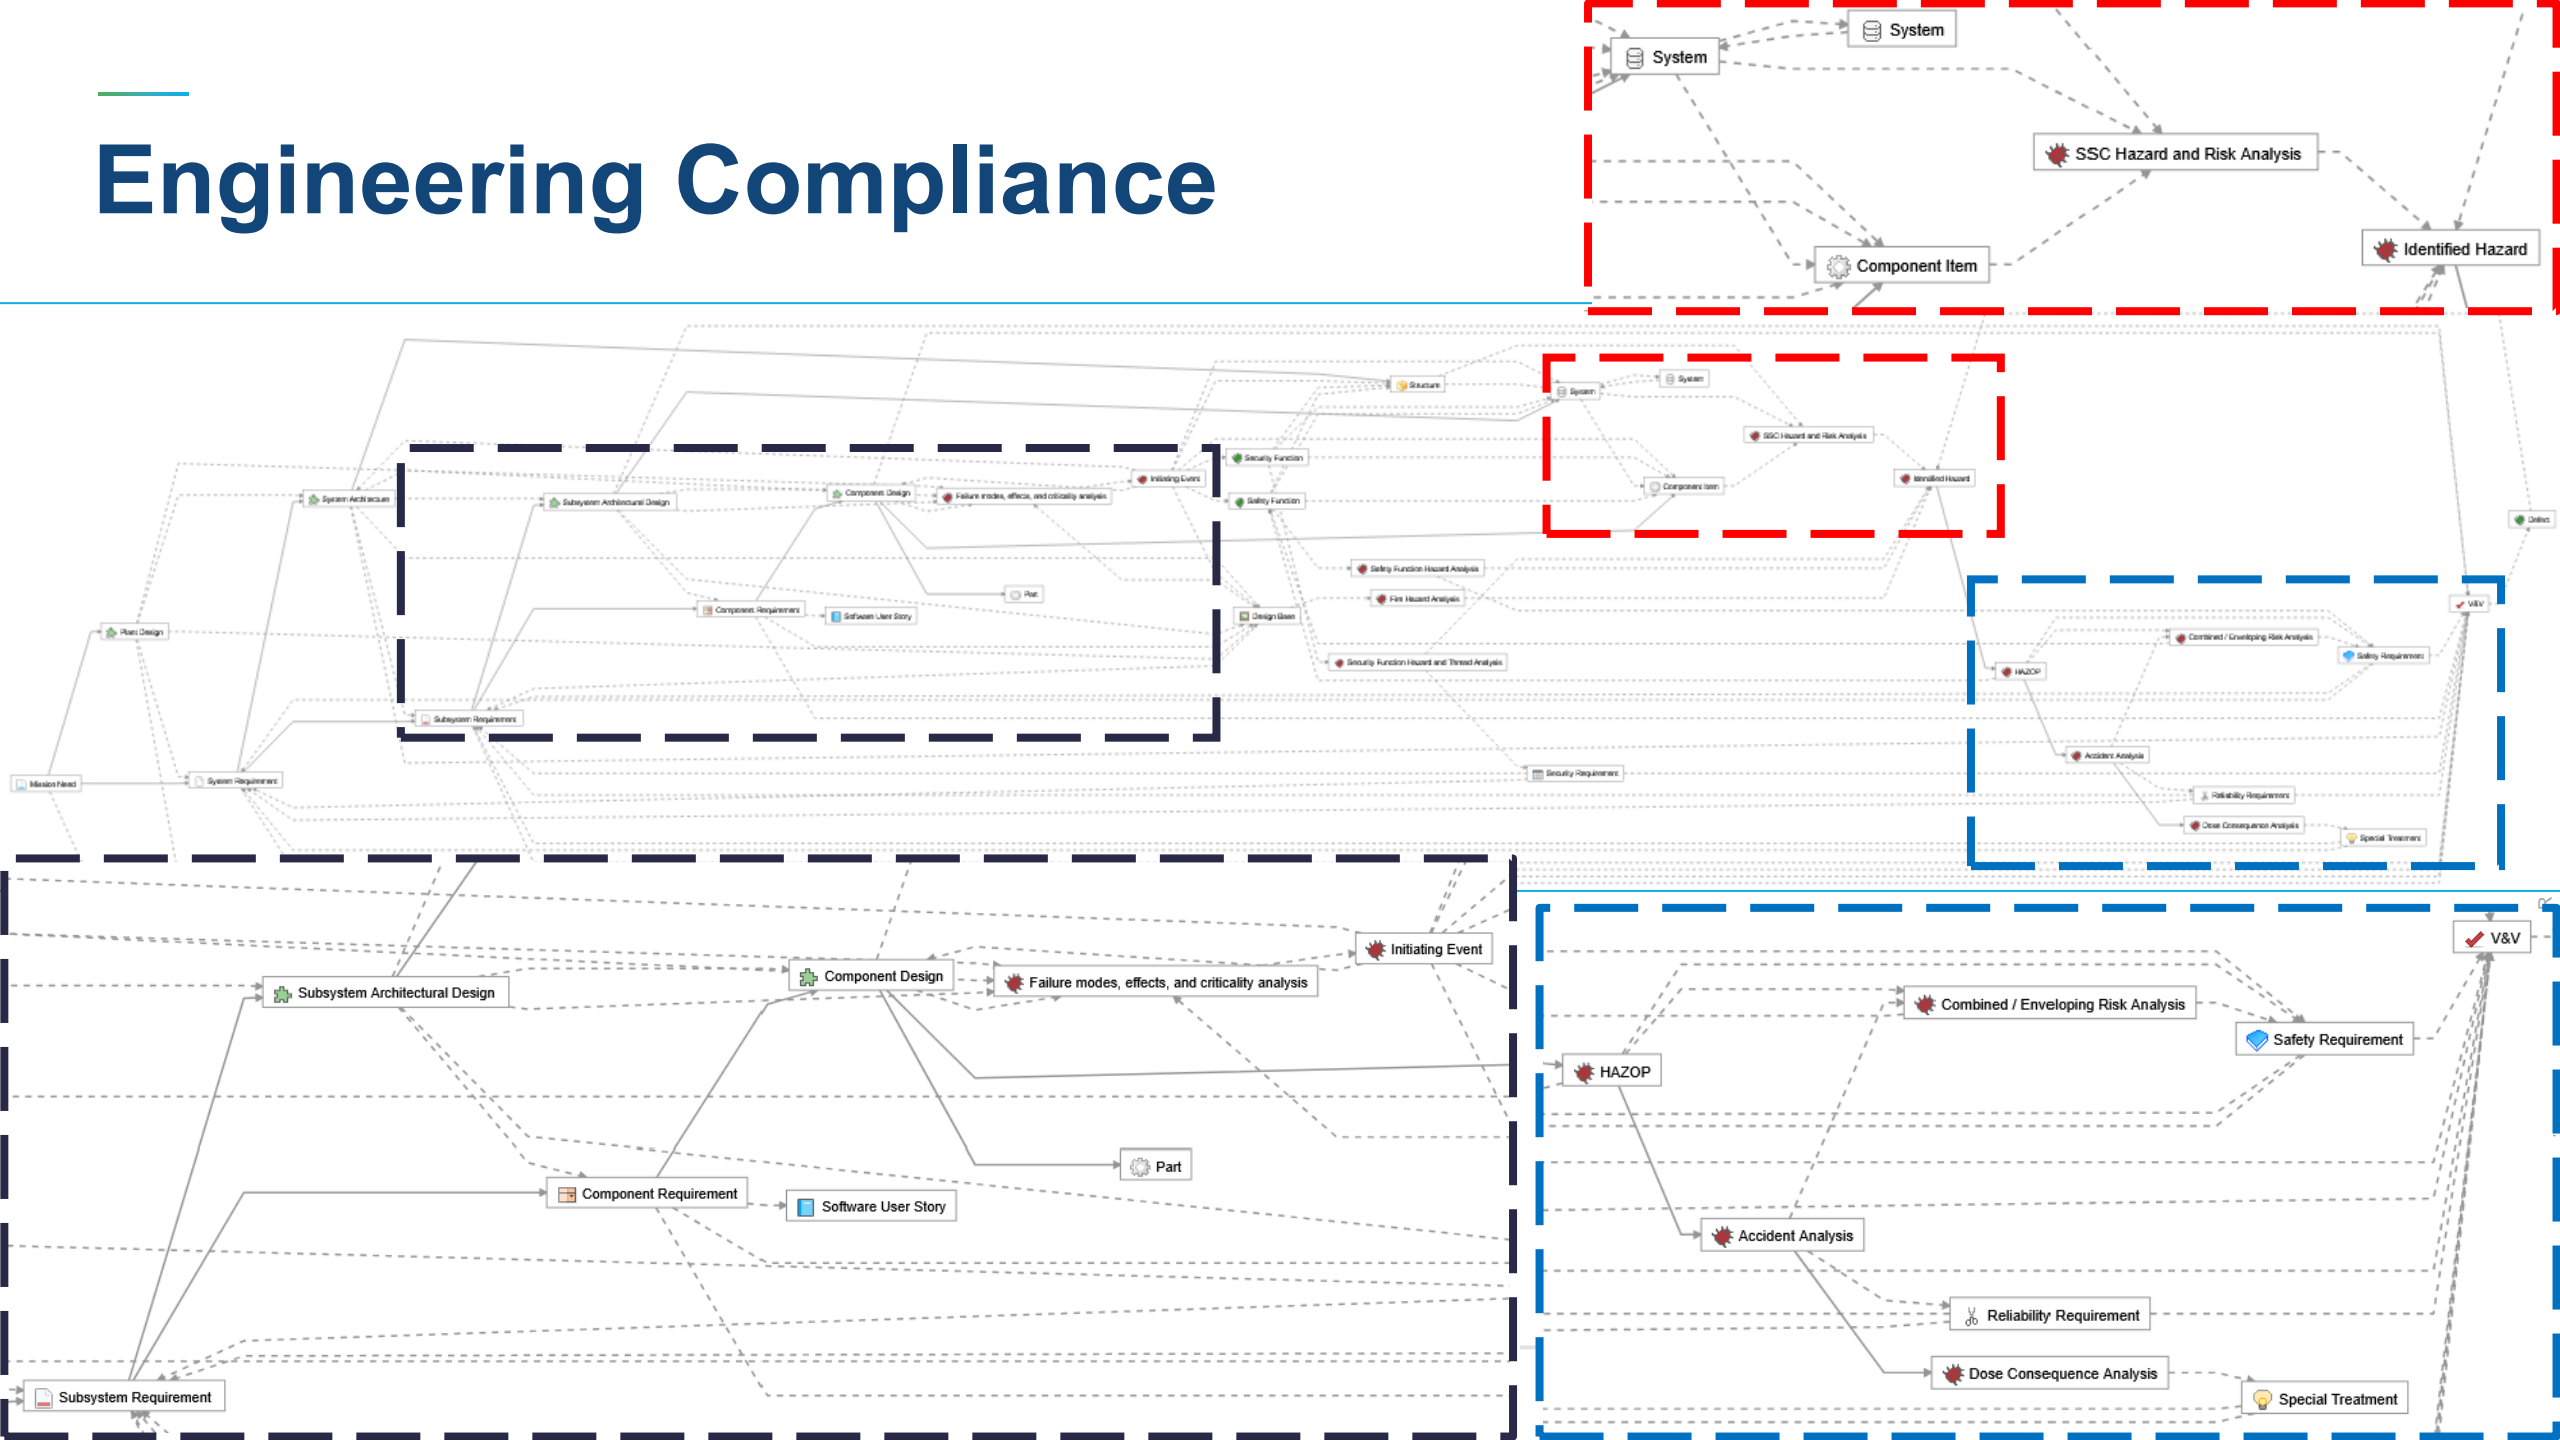 Engineering Compliance
System
System
SSC Hazard and Risk Analysis
Component Item
Identified Hazard
Structure
System
System
SSC Hazard and Risk Analysis
Component Item
Identified Hazard
Security Function
Safety Function
Initiating Event
System Architecture
Subsystem Architectural Design
Component Design
Failure modes, effects, and criticality analysis
Defect
Safety Function Hazard Analysis
Fire Hazard Analysis
Part
Component Requirement
Software User Story
Design Base
V&V
Plant Design
Combined / Enveloping Risk Analysis
Safety Requirement
Security Function Hazard and Thread Analysis
HAZOP
Subsystem Requirement
Accident Analysis
Mission Need
System Requirement
Security Requirement
Reliability Requirement
Dose Consequence Analysis
Special Treatment
Initiating Event
Component Design
Failure modes, effects, and criticality analysis
Subsystem Architectural Design
Part
Component Requirement
Software User Story
Subsystem Requirement
R
V&V
Combined / Enveloping Risk Analysis
Safety Requirement
HAZOP
Accident Analysis
Reliability Requirement
Dose Consequence Analysis
Special Treatment